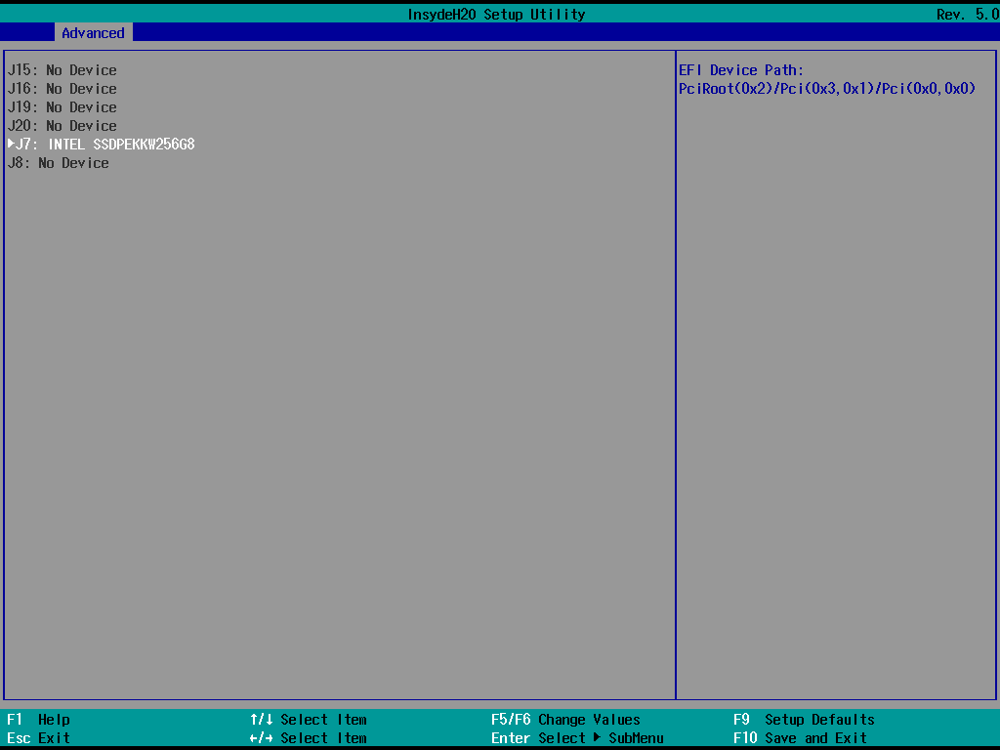 InsydeH20 Setup Utility Rev. 5.0
Advanced
J15: No Device
J16: No Device
J19: No Device
J20: No Device
▶J7: INTEL SSDPEKKW256G8
J8: No Device
EFI Device Path:
PciRoot(0x2)/Pci(0x3,0x1)/Pci(0x0,0x0)
F1 Help ↑/↓ Select Item F5/F6 Change Values F9 Setup Defaults
Esc Exit ←/→ Select Item Enter Select ▶ SubMenu F10 Save and Exit